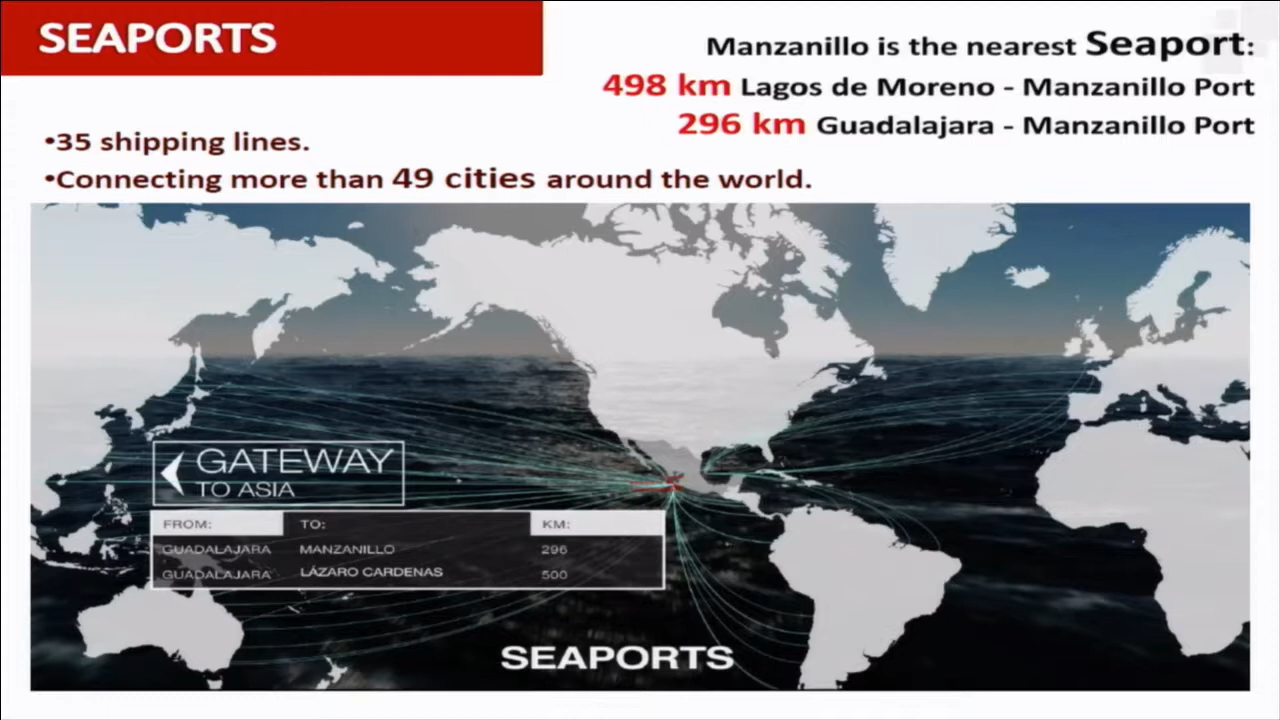 SEAPORTS
Manzanillo is the nearest Seaport:
498 km Lagos de Moreno - Manzanillo Port
296 km Guadalajara - Manzanillo Port
•35 shipping lines.
•Connecting more than 49 cities around the world.
GATEWAY
TO ASIA
FROM: TO: KM:
GUADALAJARA MANZANILLO 296
GUADALAJARA LÁZARO CARDENAS 500
SEAPORTS